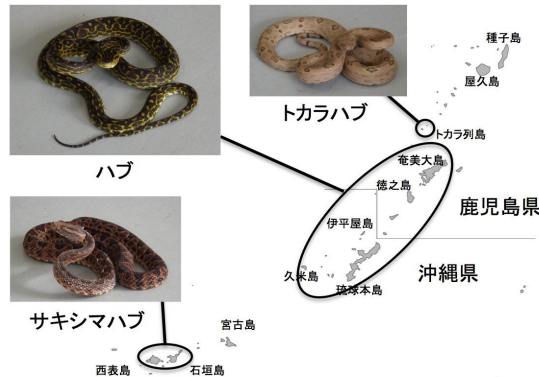 種子島
屋久島
トカラハブ
トカラ列島
ハブ
奄美大島
徳之島
鹿児島県
伊平屋島
沖縄県
久米島
琉球本島
サキシマハブ
宮古島
西表島
石垣島